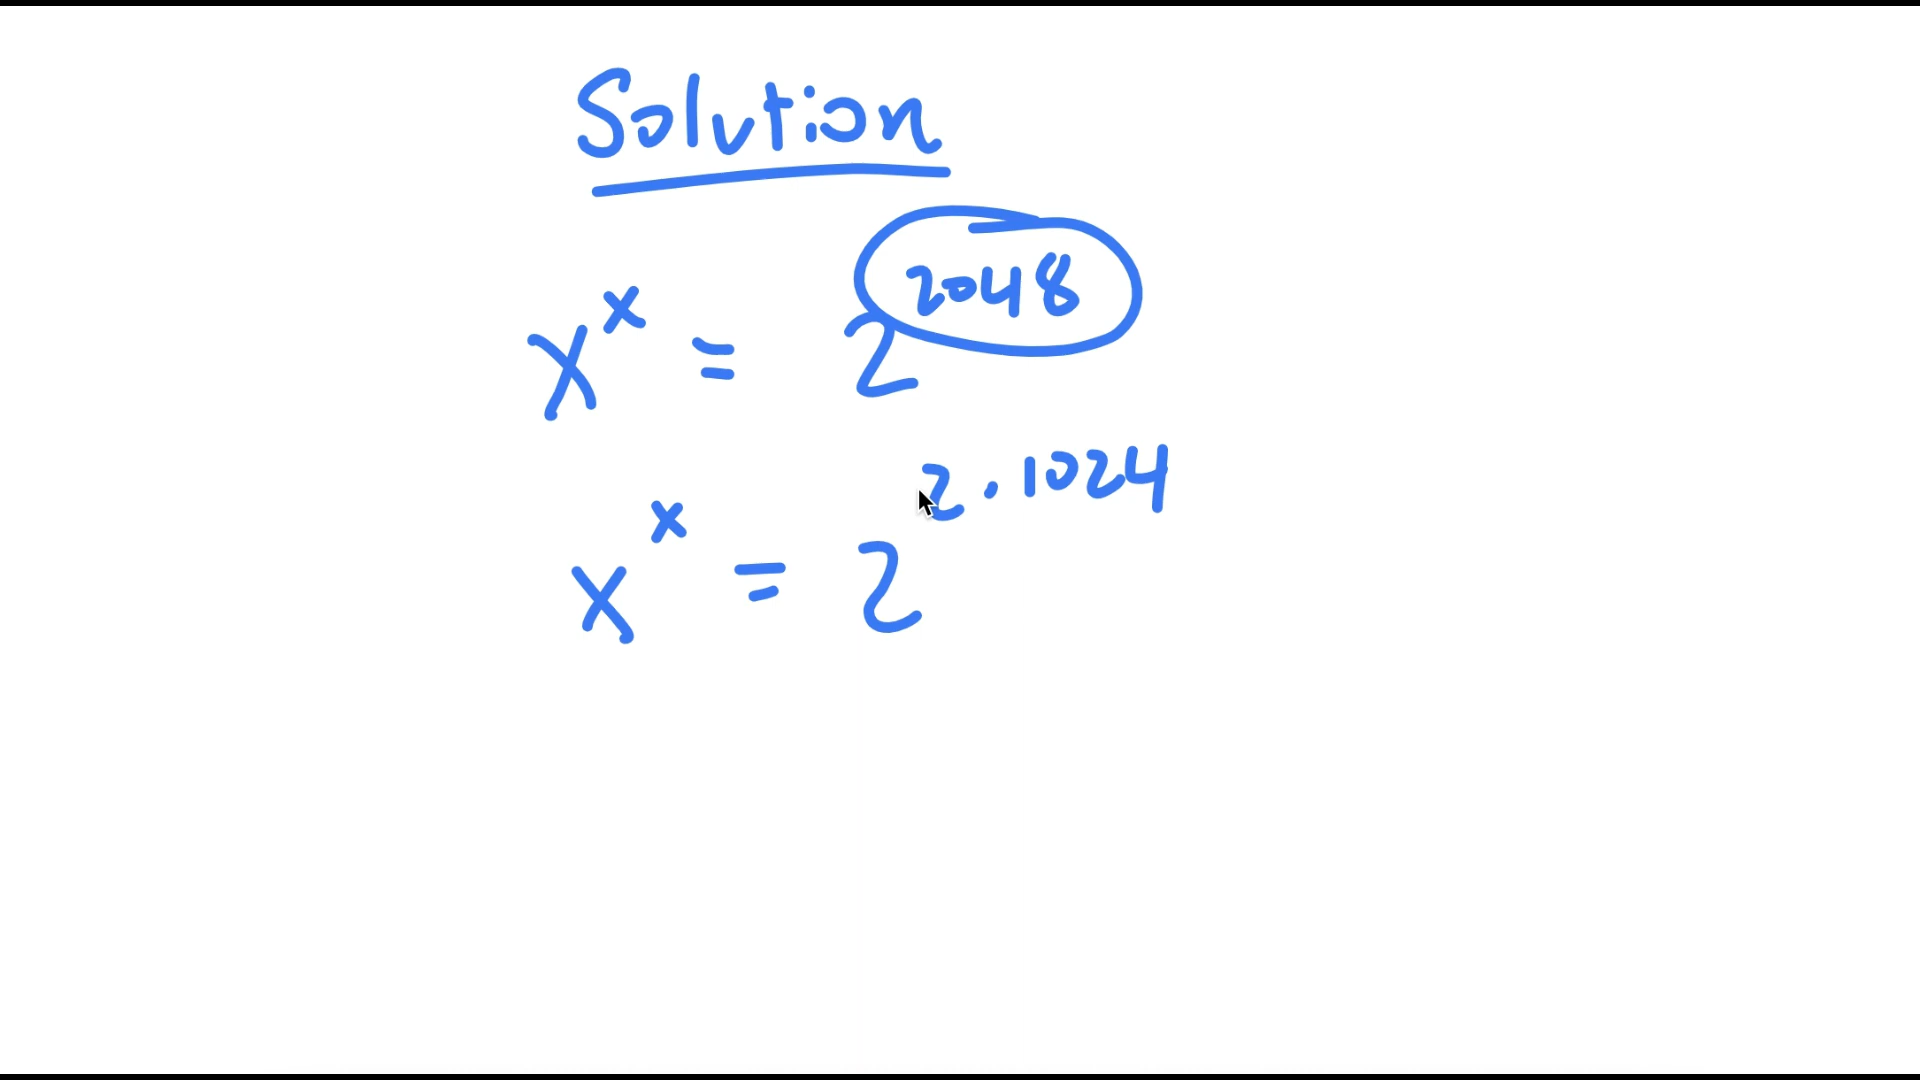 Solution
x^x = 2^2048
x^x = 2^2.1024